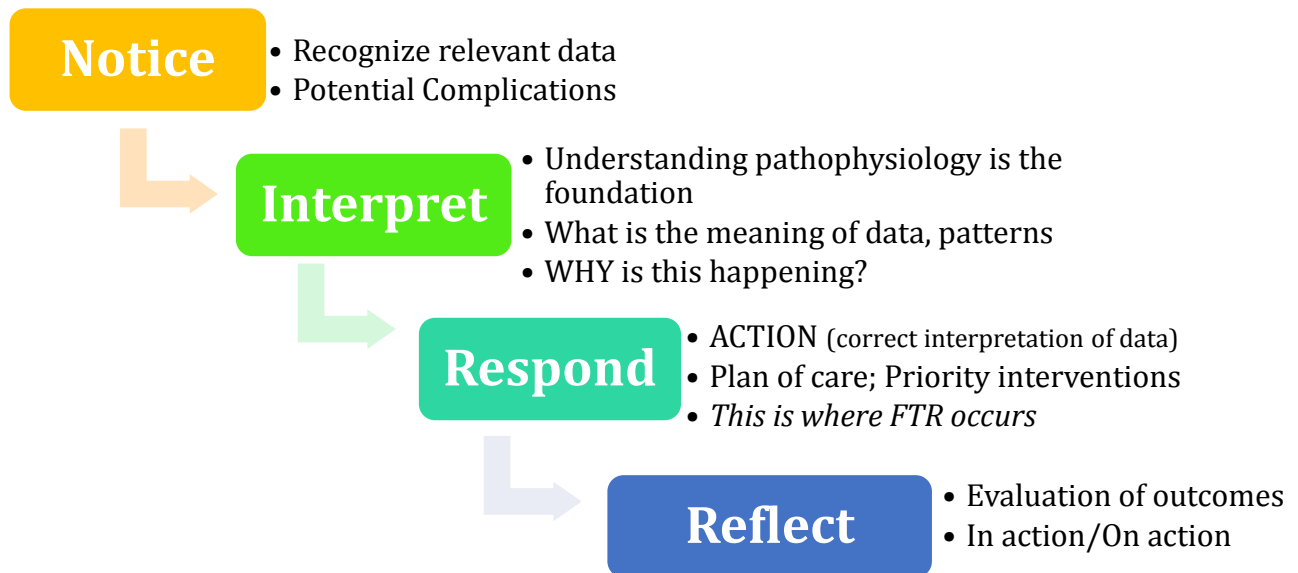 Notice
• Recognize relevant data
• Potential Complications
Interpret
• Understanding pathophysiology is the
foundation
• What is the meaning of data, patterns
• WHY is this happening?
Respond
• ACTION (correct interpretation of data)
• Plan of care; Priority interventions
• This is where FTR occurs
Reflect
• Evaluation of outcomes
• In action/On action